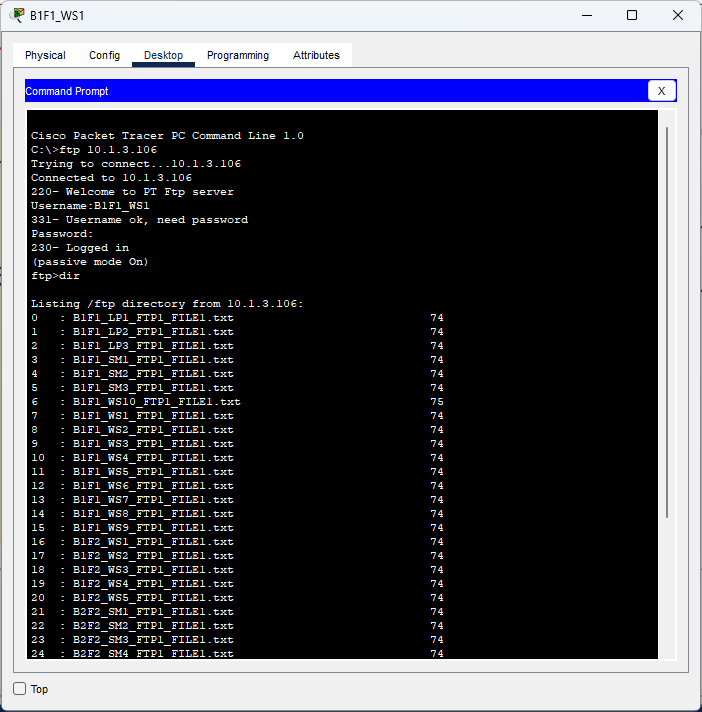 B1F1_WS1
Physical Config Desktop Programming Attributes
Command Prompt X
Cisco Packet Tracer PC Command Line 1.0
C:\>ftp 10.1.3.106
Trying to connect...10.1.3.106
Connected to 10.1.3.106
220- Welcome to PT Ftp server
Username:B1F1_WS1
331- Username ok, need password
Password:
230- Logged in
(passive mode On)
ftp>dir
Listing /ftp directory from 10.1.3.106:
0 : B1F1_LP1_FTP1_FILE1.txt 74
1 : B1F1_LP2_FTP1_FILE1.txt 74
2 : B1F1_LP3_FTP1_FILE1.txt 74
3 : B1F1_SM1_FTP1_FILE1.txt 74
4 : B1F1_SM2_FTP1_FILE1.txt 74
5 : B1F1_SM3_FTP1_FILE1.txt 74
6 : B1F1_WS10_FTP1_FILE1.txt 75
7 : B1F1_WS1_FTP1_FILE1.txt 74
8 : B1F1_WS2_FTP1_FILE1.txt 74
9 : B1F1_WS3_FTP1_FILE1.txt 74
10 : B1F1_WS4_FTP1_FILE1.txt 74
11 : B1F1_WS5_FTP1_FILE1.txt 74
12 : B1F1_WS6_FTP1_FILE1.txt 74
13 : B1F1_WS7_FTP1_FILE1.txt 74
14 : B1F1_WS8_FTP1_FILE1.txt 74
15 : B1F1_WS9_FTP1_FILE1.txt 74
16 : B1F2_WS1_FTP1_FILE1.txt 74
17 : B1F2_WS2_FTP1_FILE1.txt 74
18 : B1F2_WS3_FTP1_FILE1.txt 74
19 : B1F2_WS4_FTP1_FILE1.txt 74
20 : B1F2_WS5_FTP1_FILE1.txt 74
21 : B2F2_SM1_FTP1_FILE1.txt 74
22 : B2F2_SM2_FTP1_FILE1.txt 74
23 : B2F2_SM3_FTP1_FILE1.txt 74
24 : B2F2_SM4_FTP1_FILE1.txt 74
Top